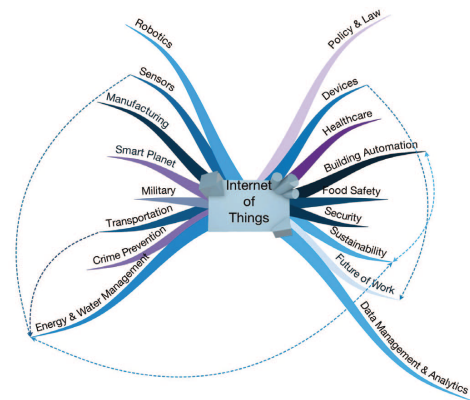 Robotics
Policy & Law
Sensors
Devices
Manufacturing
Healthcare
Smart Planet
Building Automation
Internet of
Things
Military
Food Safety
Transportation
Security
Crime Prevention
Sustainability
Energy & Water Management
Future of Work
Data Management & Analytics